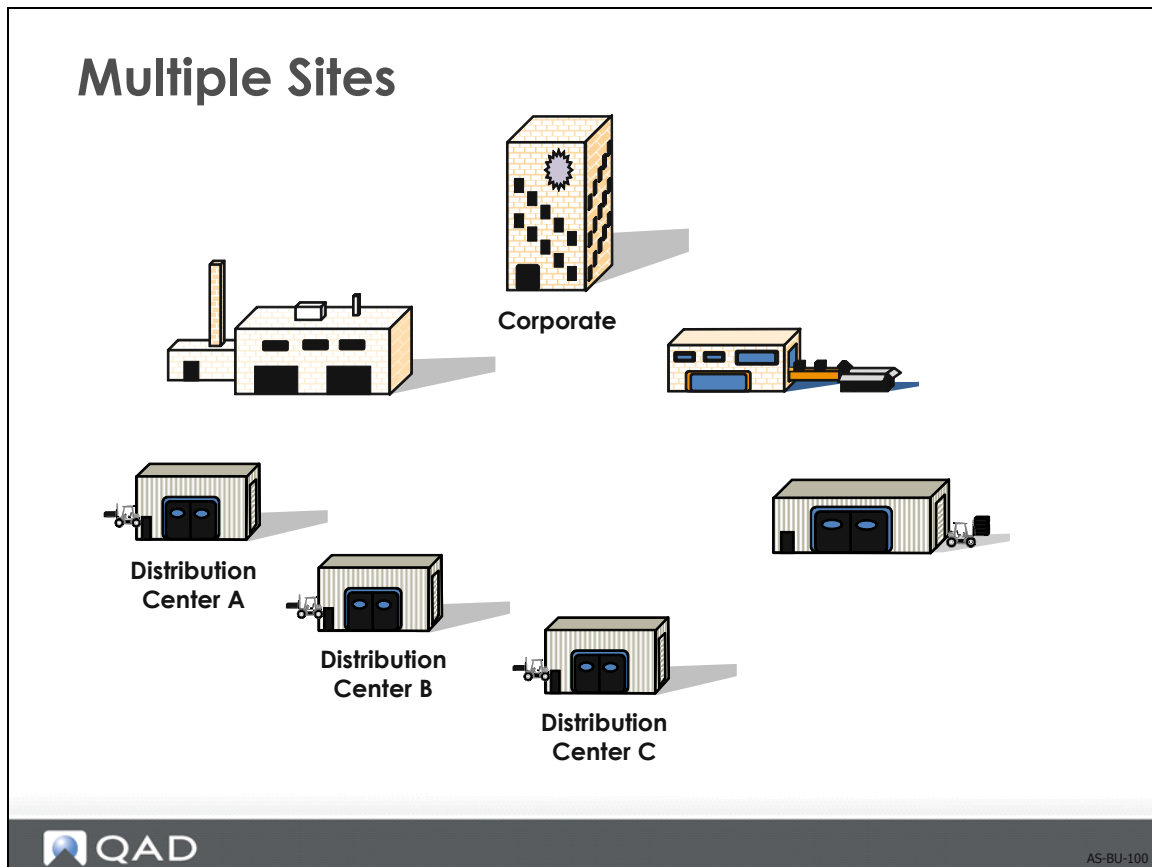 Multiple Sites
Corporate
Distribution
Center A
Distribution
Center B
Distribution
Center C
QAD
AS-BU-100